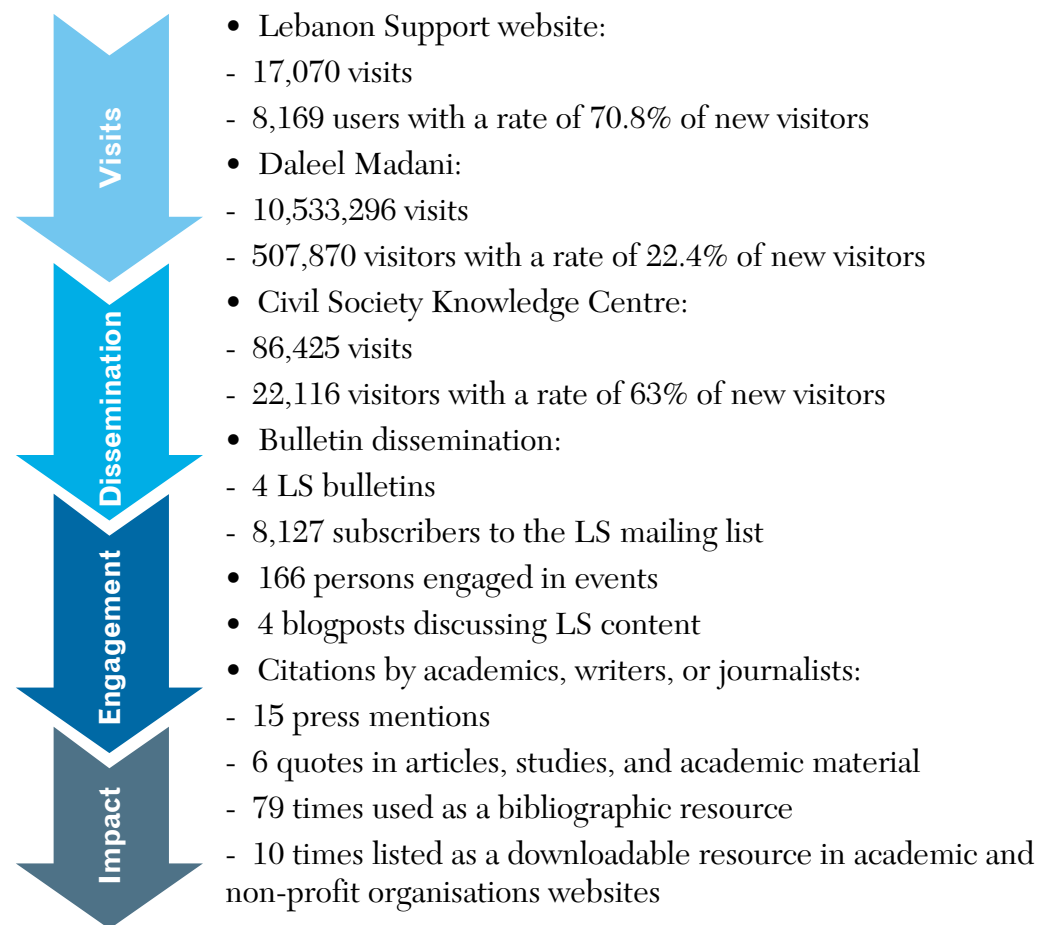 • Lebanon Support website:
- 17,070 visits
- 8,169 users with a rate of 70.8% of new visitors
• Daleel Madani:
- 10,533,296 visits
- 507,870 visitors with a rate of 22.4% of new visitors
• Civil Society Knowledge Centre:
- 86,425 visits
- 22,116 visitors with a rate of 63% of new visitors
• Bulletin dissemination:
- 4 LS bulletins
- 8,127 subscribers to the LS mailing list
• 166 persons engaged in events
• 4 blogposts discussing LS content
• Citations by academics, writers, or journalists:
- 15 press mentions
- 6 quotes in articles, studies, and academic material
- 79 times used as a bibliographic resource
- 10 times listed as a downloadable resource in academic and
non-profit organisations websites
Visits
Dissemination
Engagement
Impact